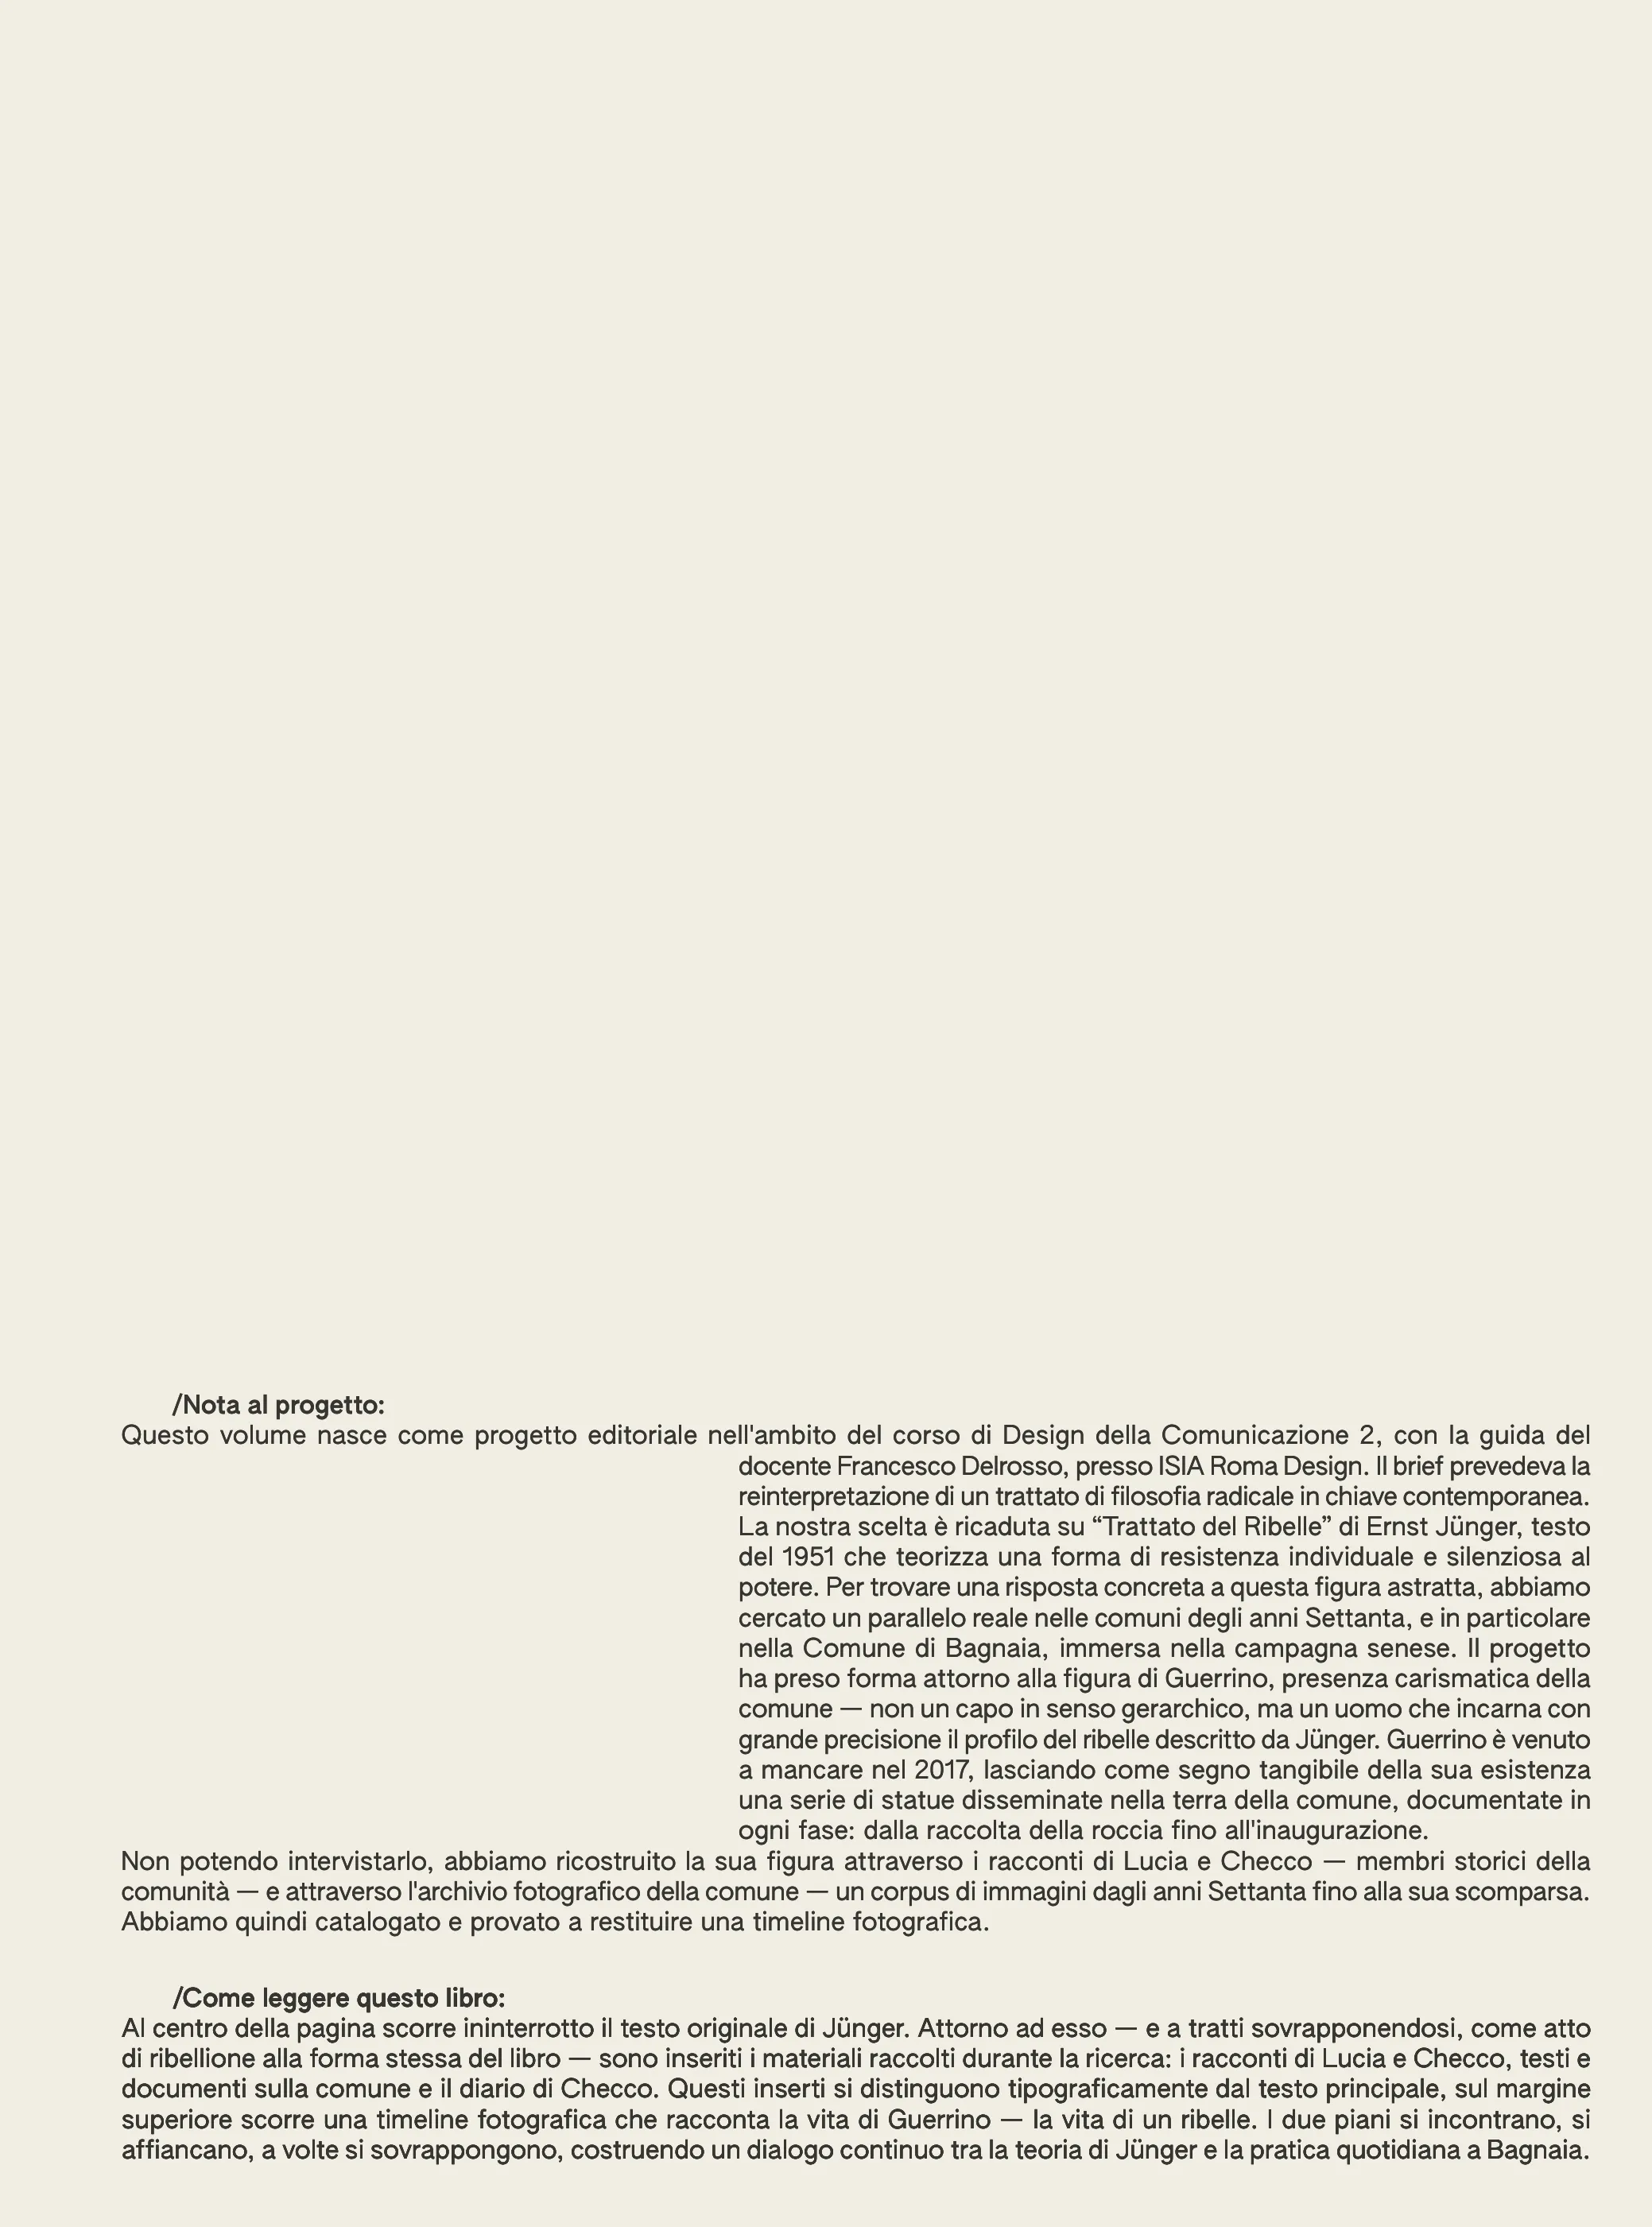 /Nota al progetto:
Questo volume nasce come progetto editoriale nell'ambito del corso di Design della Comunicazione 2, con la guida del
docente Francesco Delrosso, presso ISIA Roma Design. Il brief prevedeva la
reinterpretazione di un trattato di filosofia radicale in chiave contemporanea.
La nostra scelta è ricaduta su “Trattato del Ribelle” di Ernst Jünger, testo
del 1951 che teorizza una forma di resistenza individuale e silenziosa al
potere. Per trovare una risposta concreta a questa figura astratta, abbiamo
cercato un parallelo reale nelle comuni degli anni Settanta, e in particolare
nella Comune di Bagnaia, immersa nella campagna senese. Il progetto
ha preso forma attorno alla figura di Guerrino, presenza carismatica della
comune — non un capo in senso gerarchico, ma un uomo che incarna con
grande precisione il profilo del ribelle descritto da Jünger. Guerrino è venuto
a mancare nel 2017, lasciando come segno tangibile della sua esistenza
una serie di statue disseminate nella terra della comune, documentate in
ogni fase: dalla raccolta della roccia fino all'inaugurazione.
Non potendo intervistarlo, abbiamo ricostruito la sua figura attraverso i racconti di Lucia e Checco — membri storici della
comunità — e attraverso l'archivio fotografico della comune — un corpus di immagini dagli anni Settanta fino alla sua scomparsa.
Abbiamo quindi catalogato e provato a restituire una timeline fotografica.
/Come leggere questo libro:
Al centro della pagina scorre ininterrotto il testo originale di Jünger. Attorno ad esso — e a tratti sovrapponendosi, come atto
di ribellione alla forma stessa del libro — sono inseriti i materiali raccolti durante la ricerca: i racconti di Lucia e Checco, testi e
documenti sulla comune e il diario di Checco. Questi inserti si distinguono tipograficamente dal testo principale, sul margine
superiore scorre una timeline fotografica che racconta la vita di Guerrino — la vita di un ribelle. I due piani si incontrano, si
affiancano, a volte si sovrappongono, costruendo un dialogo continuo tra la teoria di Jünger e la pratica quotidiana a Bagnaia.